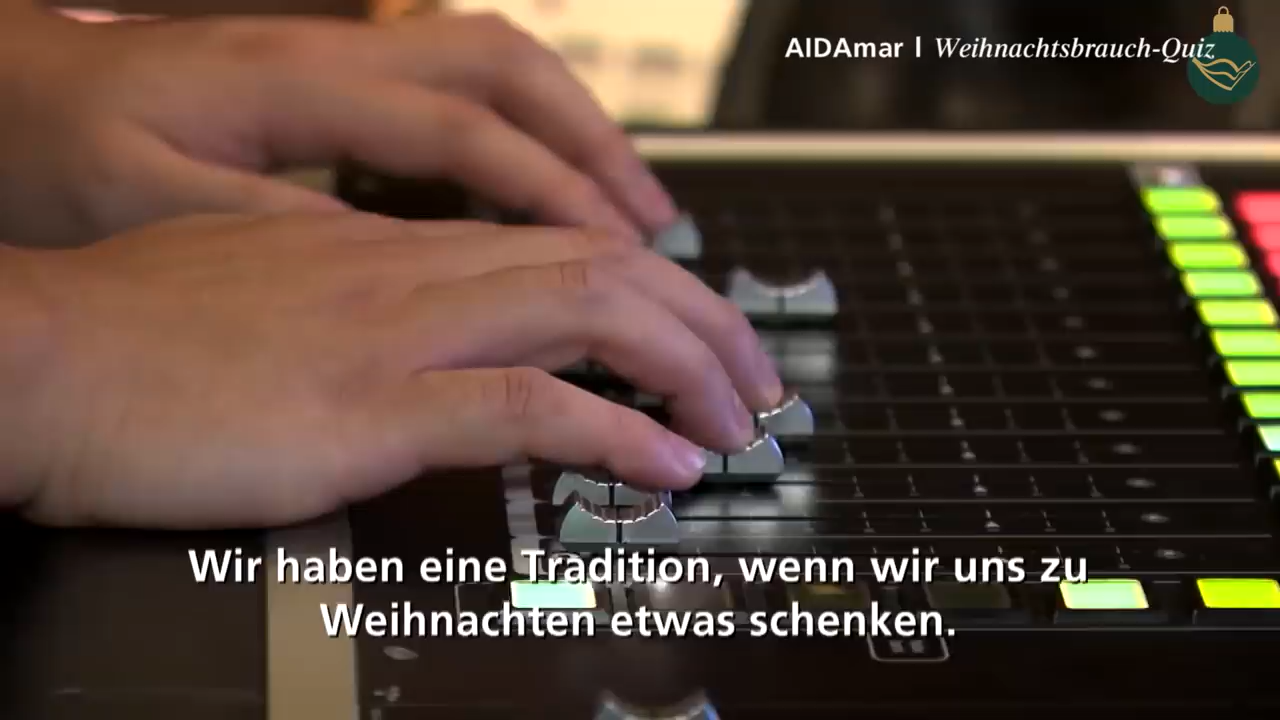 AIDAmar | Weihnachtsbrauch-Quiz
Wir haben eine Tradition, wenn wir uns zu
Weihnachten etwas schenken.